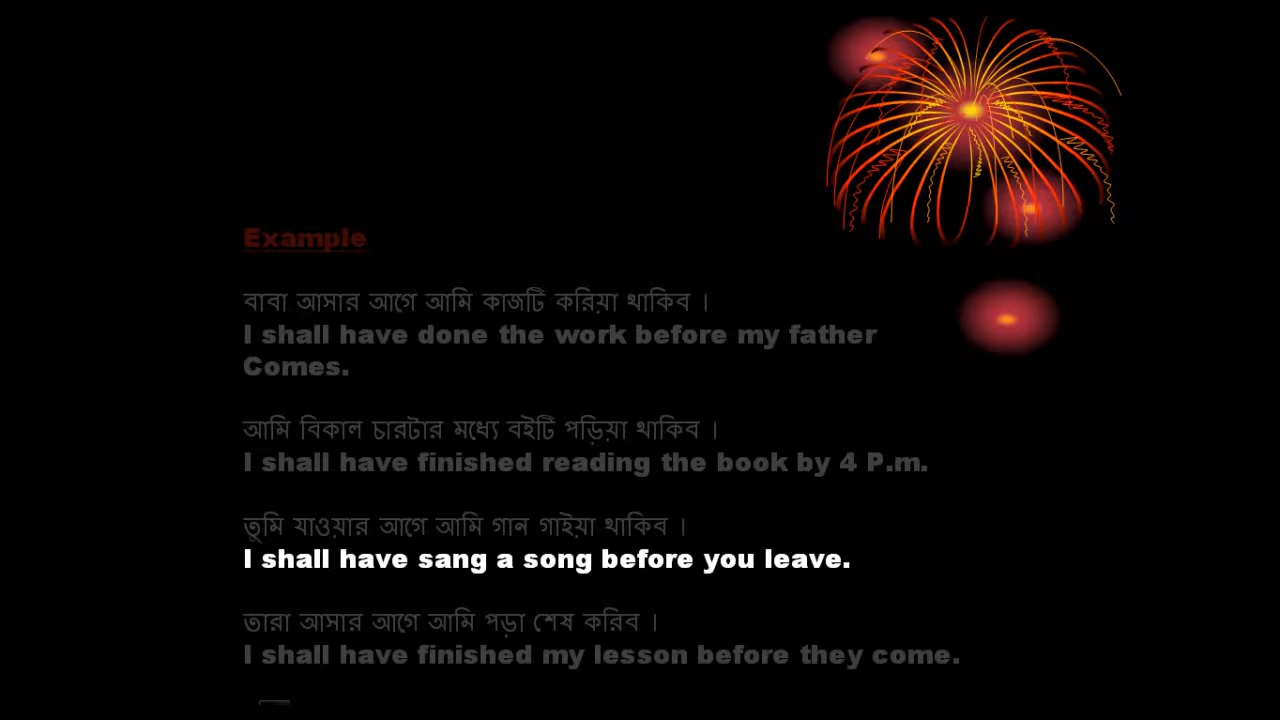 Example
বাবা আসার আগে আমি কাজটি করিয়া থাকিব ।
I shall have done the work before my father
Comes.
আমি বিকাল চারটার মধ্যে বইটি পড়িয়া থাকিব ।
I shall have finished reading the book by 4 P.m.
তুমি যাওয়ার আগে আমি গান গাইয়া থাকিব ।
I shall have sang a song before you leave.
তারা আসার আগে আমি পড়া শেষ করিব ।
I shall have finished my lesson before they come.